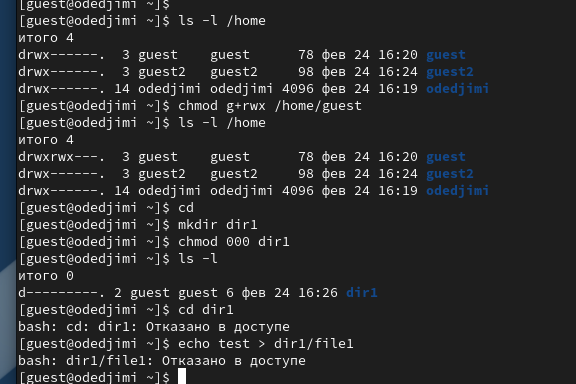 [guest@odedjimi ~]$
[guest@odedjimi ~]$ ls -l /home
итого 4
drwx------.  3 guest    guest      78 фев 24 16:20 guest
drwx------.  3 guest2   guest2     98 фев 24 16:24 guest2
drwx------. 14 odedjimi odedjimi 4096 фев 24 16:19 odedjimi
[guest@odedjimi ~]$ chmod g+rwx /home/guest
[guest@odedjimi ~]$ ls -l /home
итого 4
drwxrwx---.  3 guest    guest      78 фев 24 16:20 guest
drwx------.  3 guest2   guest2     98 фев 24 16:24 guest2
drwx------. 14 odedjimi odedjimi 4096 фев 24 16:19 odedjimi
[guest@odedjimi ~]$ cd
[guest@odedjimi ~]$ mkdir dir1
[guest@odedjimi ~]$ chmod 000 dir1
[guest@odedjimi ~]$ ls -l
итого 0
d---------. 2 guest guest 6 фев 24 16:26 dir1
[guest@odedjimi ~]$ cd dir1
bash: cd: dir1: Отказано в доступе
[guest@odedjimi ~]$ echo test > dir1/file1
bash: dir1/file1: Отказано в доступе
[guest@odedjimi ~]$